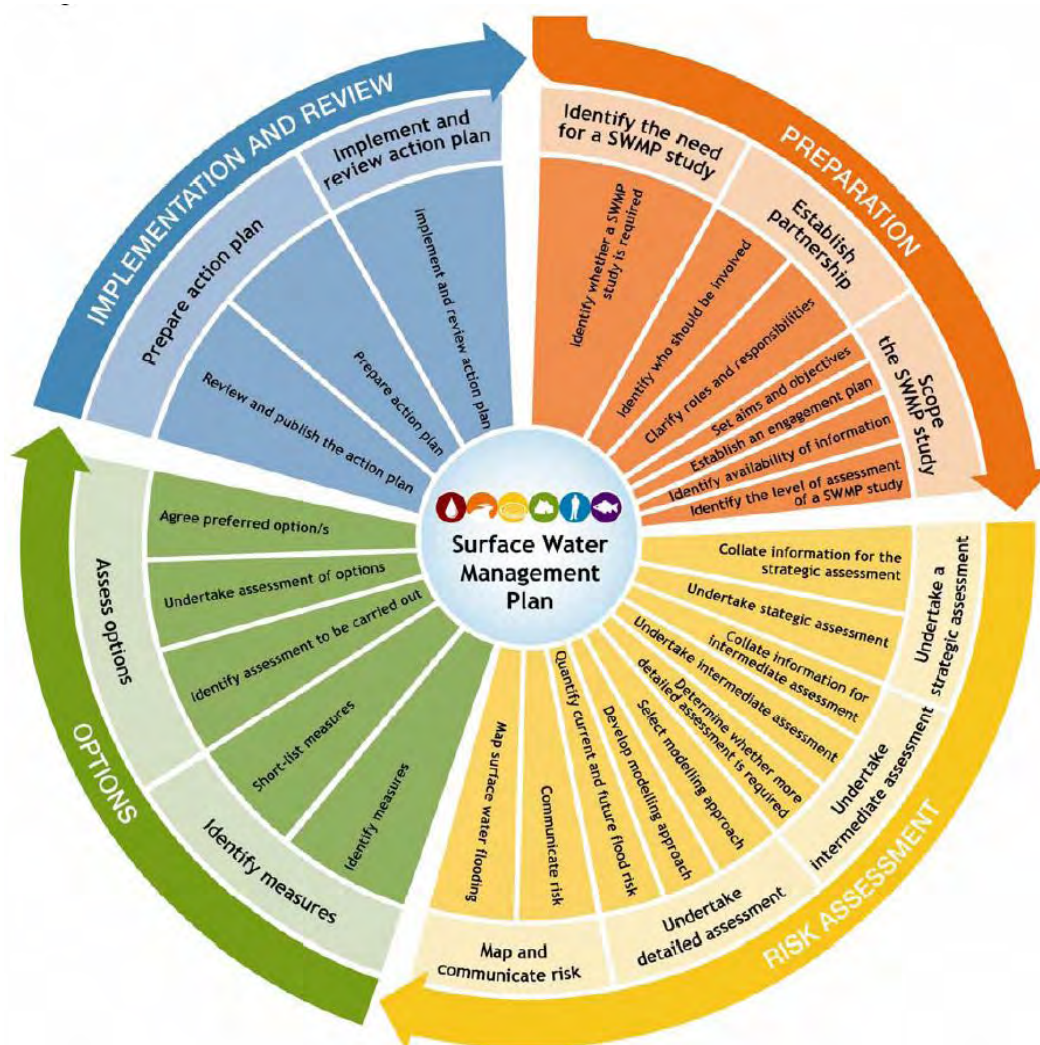 Surface Water
Management
Plan
PREPARATION
Identify the need
for a SWMP study
Identify whether a SWMP
study is required
Establish
partnership
Identify who should be involved
Clarify roles and responsibilities
Scope
the SWMP study
Set aims and objectives
Establish an engagement plan
Identify availability of information
Identify the level of assessment
of a SWMP study
RISK ASSESSMENT
Undertake a
strategic assessment
Collate information for the
strategic assessment
Undertake stategic assessment
Undertake
intermediate assessment
Collate information for
intermediate assessment
Undertake intermediate assessment
Determine whether more
detailed assessment is required
Undertake
detailed assessment
Select modelling approach
Develop modelling approach
Quantify current and future flood risk
Map and
communicate risk
Communicate risk
Map surface water flooding
OPTIONS
Identify measures
Identify measures
Short-list measures
Assess options
Identify assessment to be carried out
Undertake assessment of options
Agree preferred option/s
IMPLEMENTATION AND REVIEW
Prepare action plan
Review and publish the action plan
Prepare action plan
Implement and
review action plan
Implement and review action plan